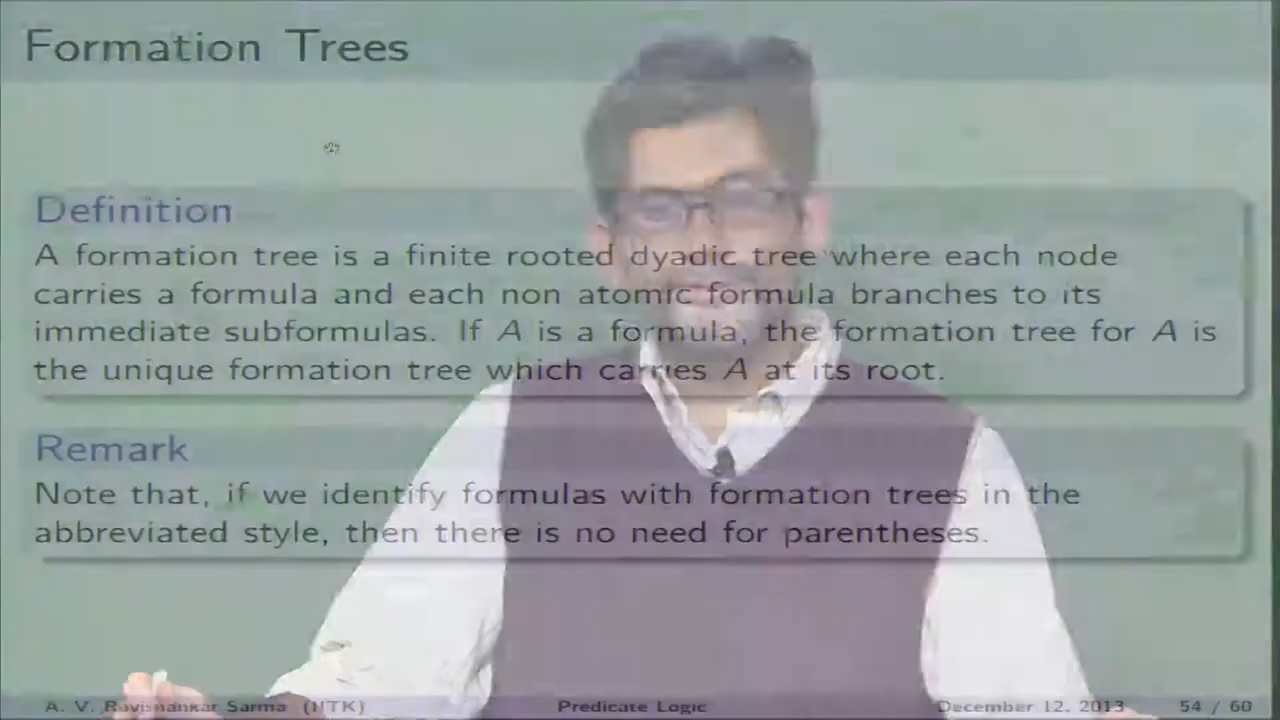 Formation Trees
Definition
A formation tree is a finite rooted dyadic tree where each node
carries a formula and each non atomic formula branches to its
immediate subformulas. If A is a formula, the formation tree for A is
the unique formation tree which carries A at its root.
Remark
Note that, if we identify formulas with formation trees in the
abbreviated style, then there is no need for parentheses.
A. V. Ravishankar Sarma (IITK) Predicate Logic December 12, 2013 54 / 60